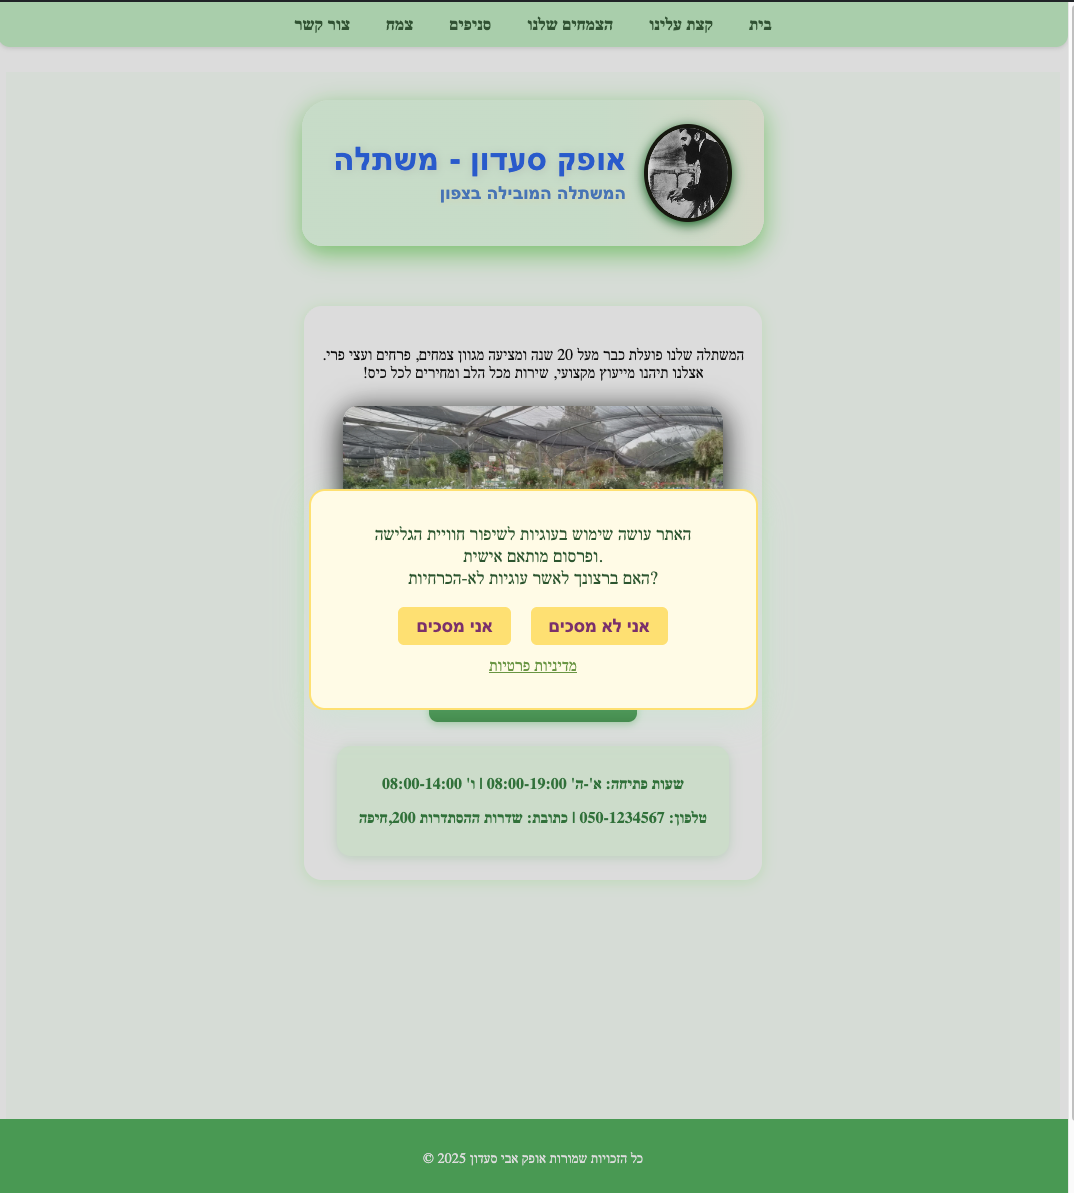 בית קצת עלינו הצמחים שלנו סניפים צמח צור קשר
אופק סעדון - משתלה
המשתלה המובילה בצפון
המשתלה שלנו פועלת כבר מעל 20 שנה ומציעה מגוון צמחים, פרחים ועצי פרי.
אצלנו תיהנו מייעוץ מקצועי, שירות מכל הלב ומחירים לכל כיס!
האתר עושה שימוש בעוגיות לשיפור חוויית הגלישה
ופרסום מותאם אישית.
האם ברצונך לאשר עוגיות לא-הכרחיות?
אני לא מסכים אני מסכים
מדיניות פרטיות
שעות פתיחה: א'-ה' 08:00-19:00 | ו' 08:00-14:00
טלפון: 050-1234567 | כתובת: שדרות ההסתדרות 200,חיפה
כל הזכויות שמורות אופק אבי סעדון 2025 ©